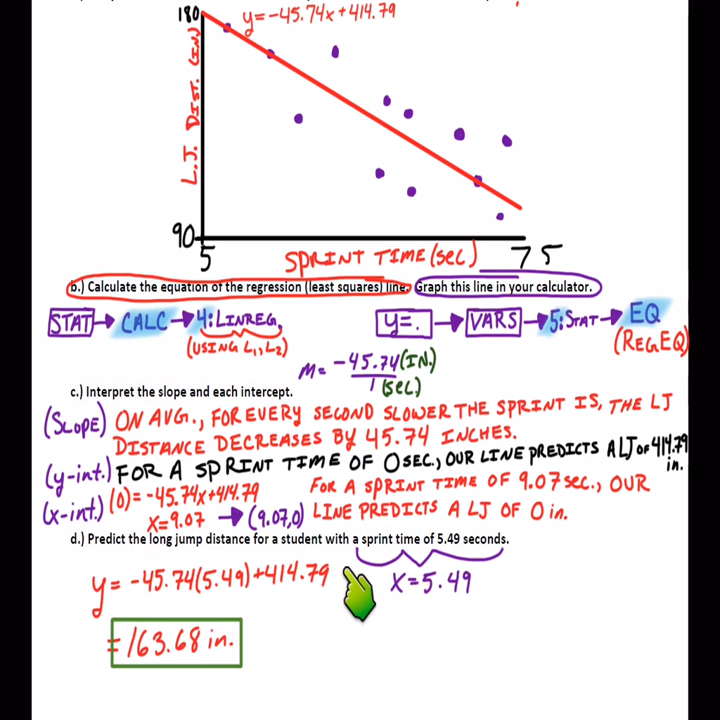 180
y=-45.74x+414.79
L.J. DIST. (IN)
90
5
SPRINT TIME (SEC)
7.5
b.) Calculate the equation of the regression (least squares) line. Graph this line in your calculator.
STAT → CALC → 4: LINREG,
(USING L1, L2)
y=. → VARS → 5: STAT → EQ
(REGEQ)
M = -45.74 (IN.)
1 (SEC)
c.) Interpret the slope and each intercept.
(SLOPE) ON AVG., FOR EVERY SECOND SLOWER THE SPRINT IS, THE LJ
DISTANCE DECREASES BY 45.74 INCHES.
(y-int.) FOR A SPRINT TIME OF 0 SEC., OUR LINE PREDICTS A LJ OF 414.79
in.
(x-int.) (0) = -45.74x+414.79
x=9.07 → (9.07,0)
FOR A SPRINT TIME OF 9.07 SEC., OUR
LINE PREDICTS A LJ OF 0 in.
d.) Predict the long jump distance for a student with a sprint time of 5.49 seconds.
y = -45.74(5.49)+414.79
x=5.49
= 163.68 in.